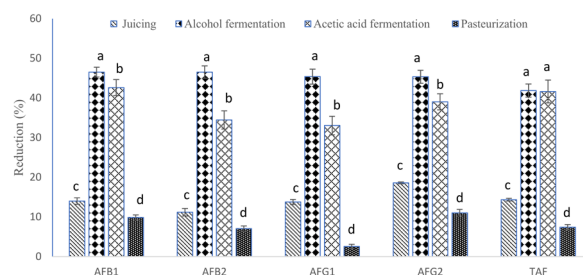 60
Juicing Alcohol fermentation Acetic acid fermentation Pasteurization
a b a a b a a a
50
b b
40
b
Reduction (%)
30
20
c c c c c
d d d d d
10
0
AFB1 AFB2 AFG1 AFG2 TAF